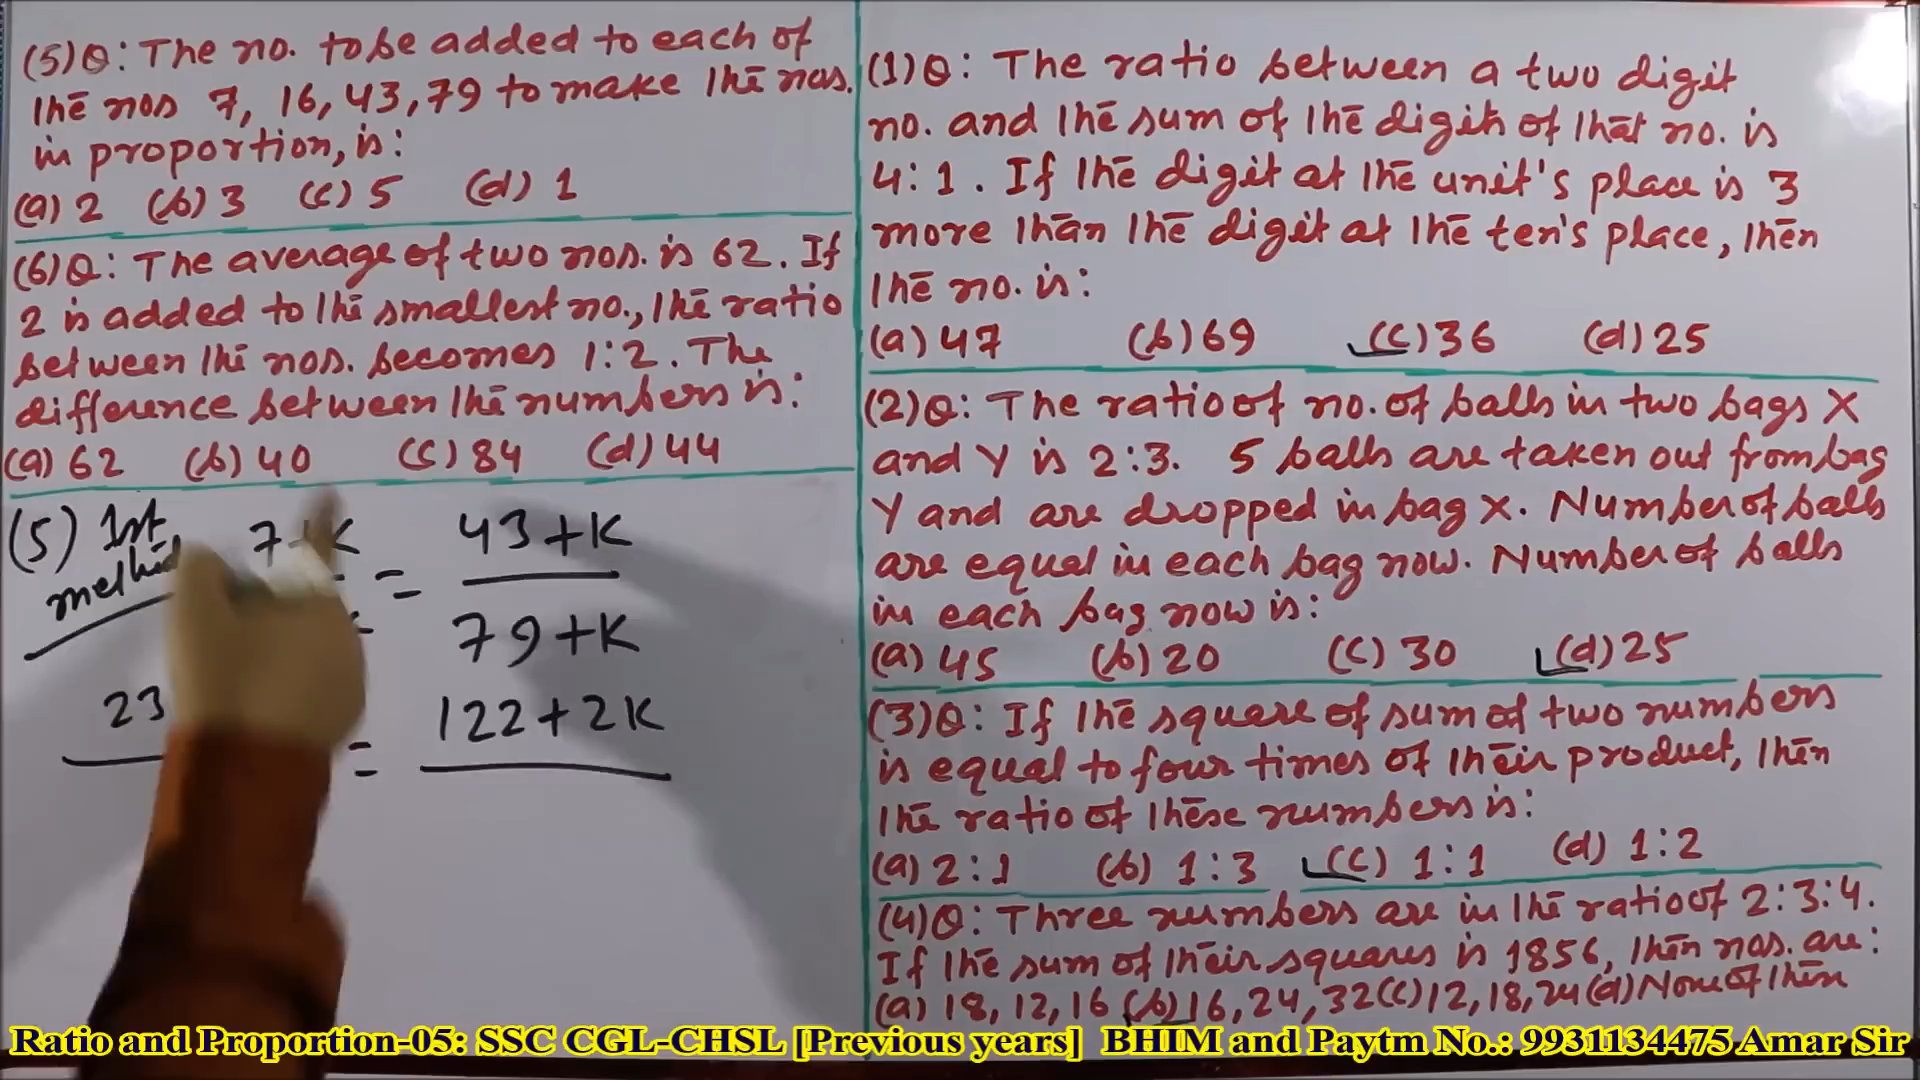 (5)Q: The no. to be added to each of
the nos 7, 16, 43, 79 to make the nos.
in proportion, is:
(a) 2 (b) 3 (c) 5 (d) 1
(6)Q: The average of two nos. is 62. If
2 is added to the smallest no., the ratio
between the nos. becomes 1:2. The
difference between the numbers is:
(a) 62 (b) 40 (c) 84 (d) 44
(5) 1st
method
7+K
= 43+K
79+K
23
= 122+2K
(1)Q: The ratio between a two digit
no. and the sum of the digits of that no. is
4:1. If the digit at the unit's place is 3
more than the digit at the ten's place, then
the no. is:
(a) 47 (b) 69 (c) 36 (d) 25
(2)Q: The ratio of no. of balls in two bags X
and Y is 2:3. 5 balls are taken out from bag
Y and are dropped in bag X. Number of balls
are equal in each bag now. Number of balls
in each bag now is:
(a) 45 (b) 20 (c) 30 (d) 25
(3)Q: If the square of sum of two numbers
is equal to four times of their product, then
the ratio of these numbers is:
(a) 2:1 (b) 1:3 (c) 1:1 (d) 1:2
(4)Q: Three numbers are in the ratio of 2:3:4.
If the sum of their squares is 1856, then nos. are:
(a) 18, 12, 16 (b) 16, 24, 32 (c) 12, 18, 24 (d) None of them
Ratio and Proportion-05: SSC CGL-CHSL [Previous years] BHIM and Paytm No.: 9931134475 Amar Sir